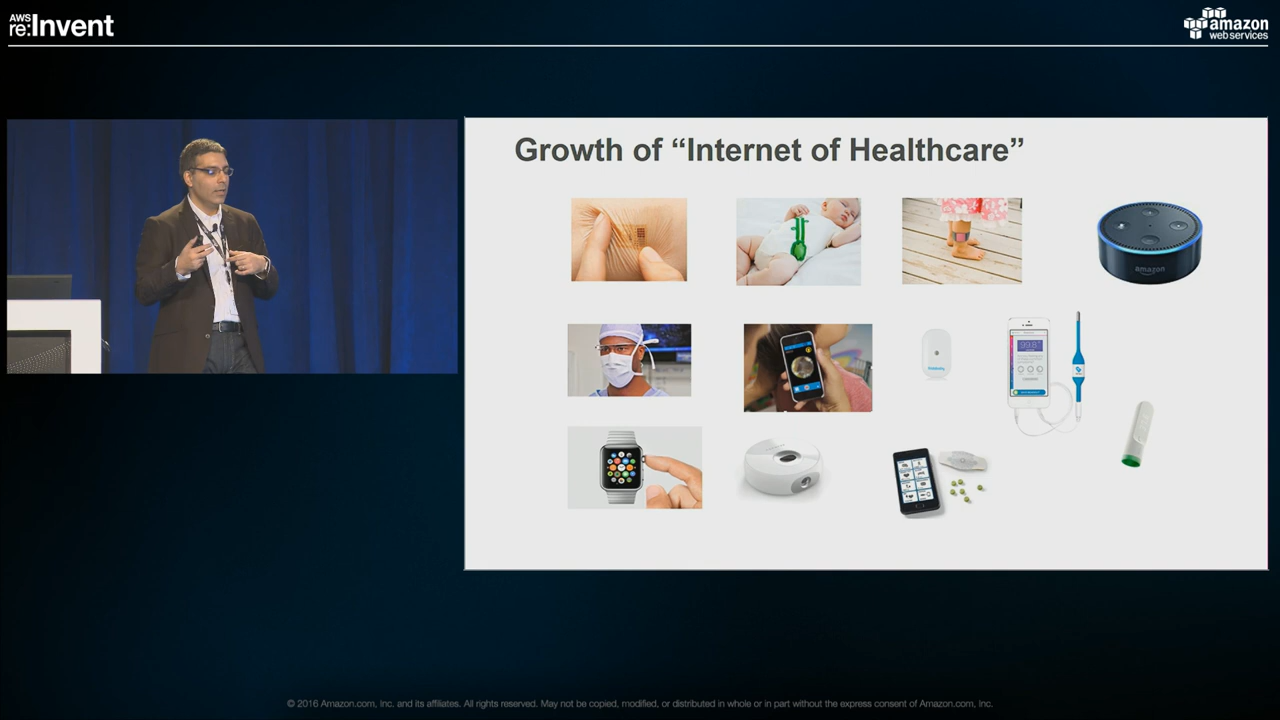 AWS
re:Invent
amazon
web services
Growth of “Internet of Healthcare”
amazon
99.8
© 2016 Amazon.com, Inc. and its affiliates. All rights reserved. May not be copied, modified, or distributed in whole or in part without the express consent of Amazon.com, Inc.